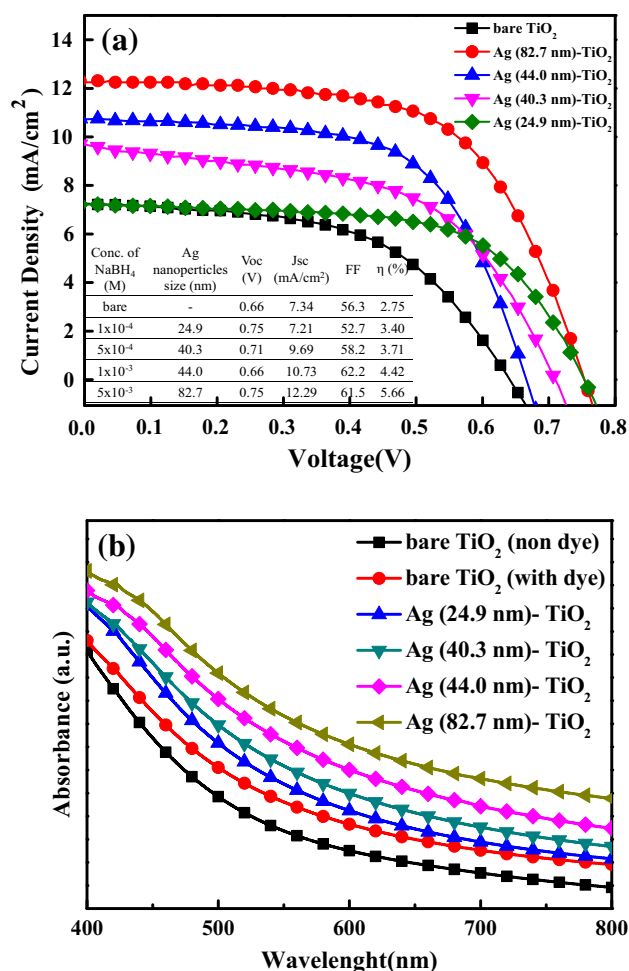 (a)
bare TiO₂
Ag (82.7 nm)-TiO₂
Ag (44.0 nm)-TiO₂
Ag (40.3 nm)-TiO₂
Ag (24.9 nm)-TiO₂
Current Density (mA/cm²)
14
12
10
8
6
4
2
0
Conc. of NaBH₄ (M) Ag nanoperticles size (nm) Voc (V) Jsc (mA/cm²) FF η (%)
bare - 0.66 7.34 56.3 2.75
1x10⁻⁴ 24.9 0.75 7.21 52.7 3.40
5x10⁻⁴ 40.3 0.71 9.69 58.2 3.71
1x10⁻³ 44.0 0.66 10.73 62.2 4.42
5x10⁻³ 82.7 0.75 12.29 61.5 5.66
0.0 0.1 0.2 0.3 0.4 0.5 0.6 0.7 0.8
Voltage(V)
(b)
bare TiO₂ (non dye)
bare TiO₂ (with dye)
Ag (24.9 nm)- TiO₂
Ag (40.3 nm)- TiO₂
Ag (44.0 nm)- TiO₂
Ag (82.7 nm)- TiO₂
Absorbance (a.u.)
400 500 600 700 800
Wavelenght(nm)